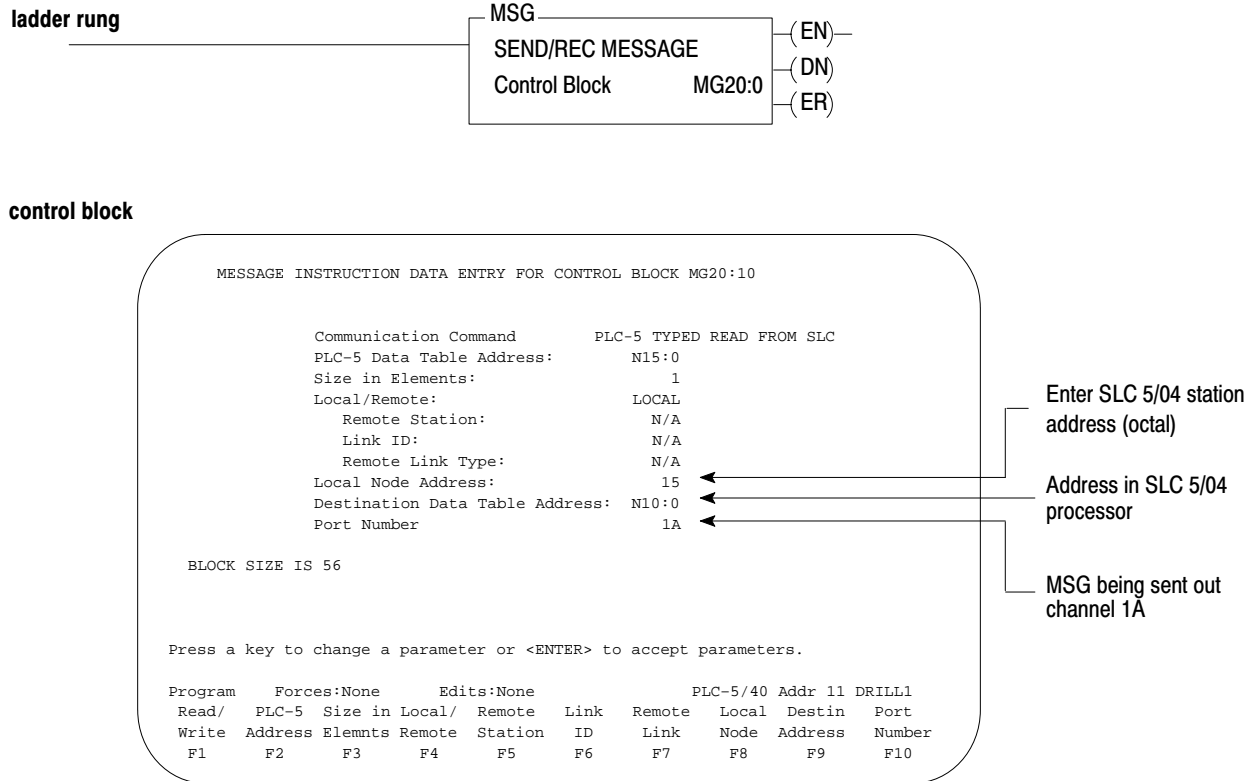 ladder rung
MSG
SEND/REC MESSAGE
Control Block MG20:0
(EN)
(DN)
(ER)
control block
MESSAGE INSTRUCTION DATA ENTRY FOR CONTROL BLOCK MG20:10
Communication Command PLC-5 TYPED READ FROM SLC
PLC-5 Data Table Address: N15:0
Size in Elements: 1
Local/Remote: LOCAL
Remote Station: N/A
Link ID: N/A
Remote Link Type: N/A
Local Node Address: 15
Destination Data Table Address: N10:0
Port Number 1A
BLOCK SIZE IS 56
Enter SLC 5/04 station
address (octal)
Address in SLC 5/04
processor
MSG being sent out
channel 1A
Press a key to change a parameter or <ENTER> to accept parameters.
Program Forces:None Edits:None PLC-5/40 Addr 11 DRILL1
Read/ PLC-5 Size in Local/ Remote Link Remote Local Destin Port
Write Address Elemnts Remote Station ID Link Node Address Number
F1 F2 F3 F4 F5 F6 F7 F8 F9 F10